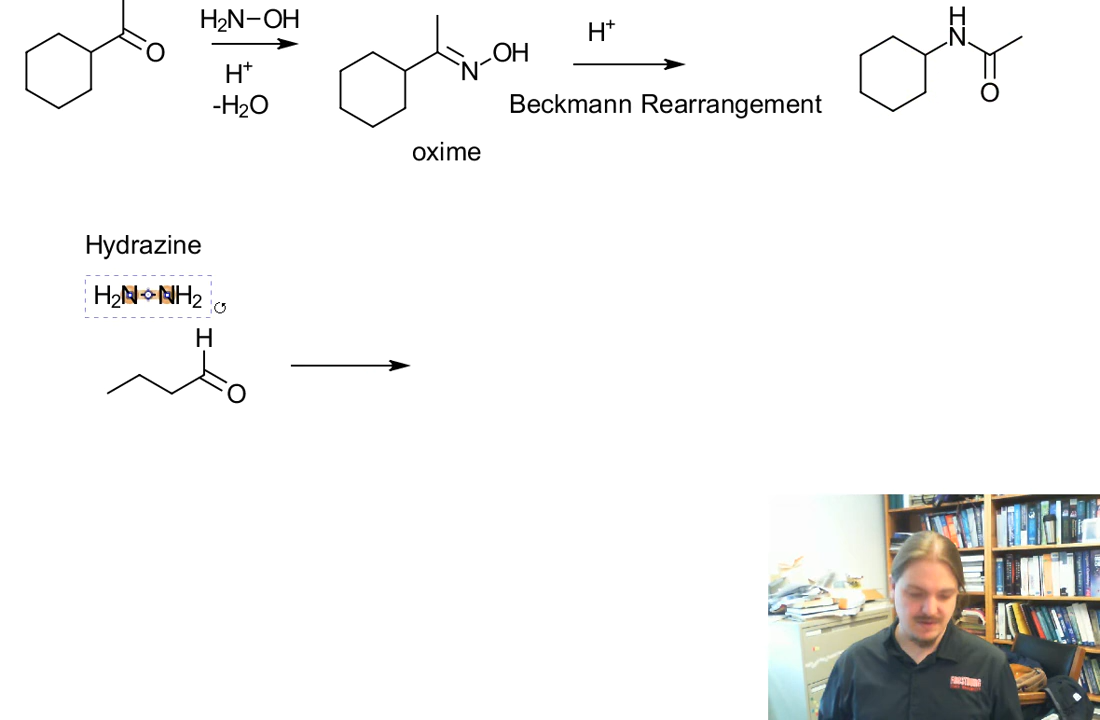 H₂N−OH
H⁺
-H₂O
O
N
OH
oxime
H⁺
Beckmann Rearrangement
H
N
O
Hydrazine
H₂N-NH₂
H
O